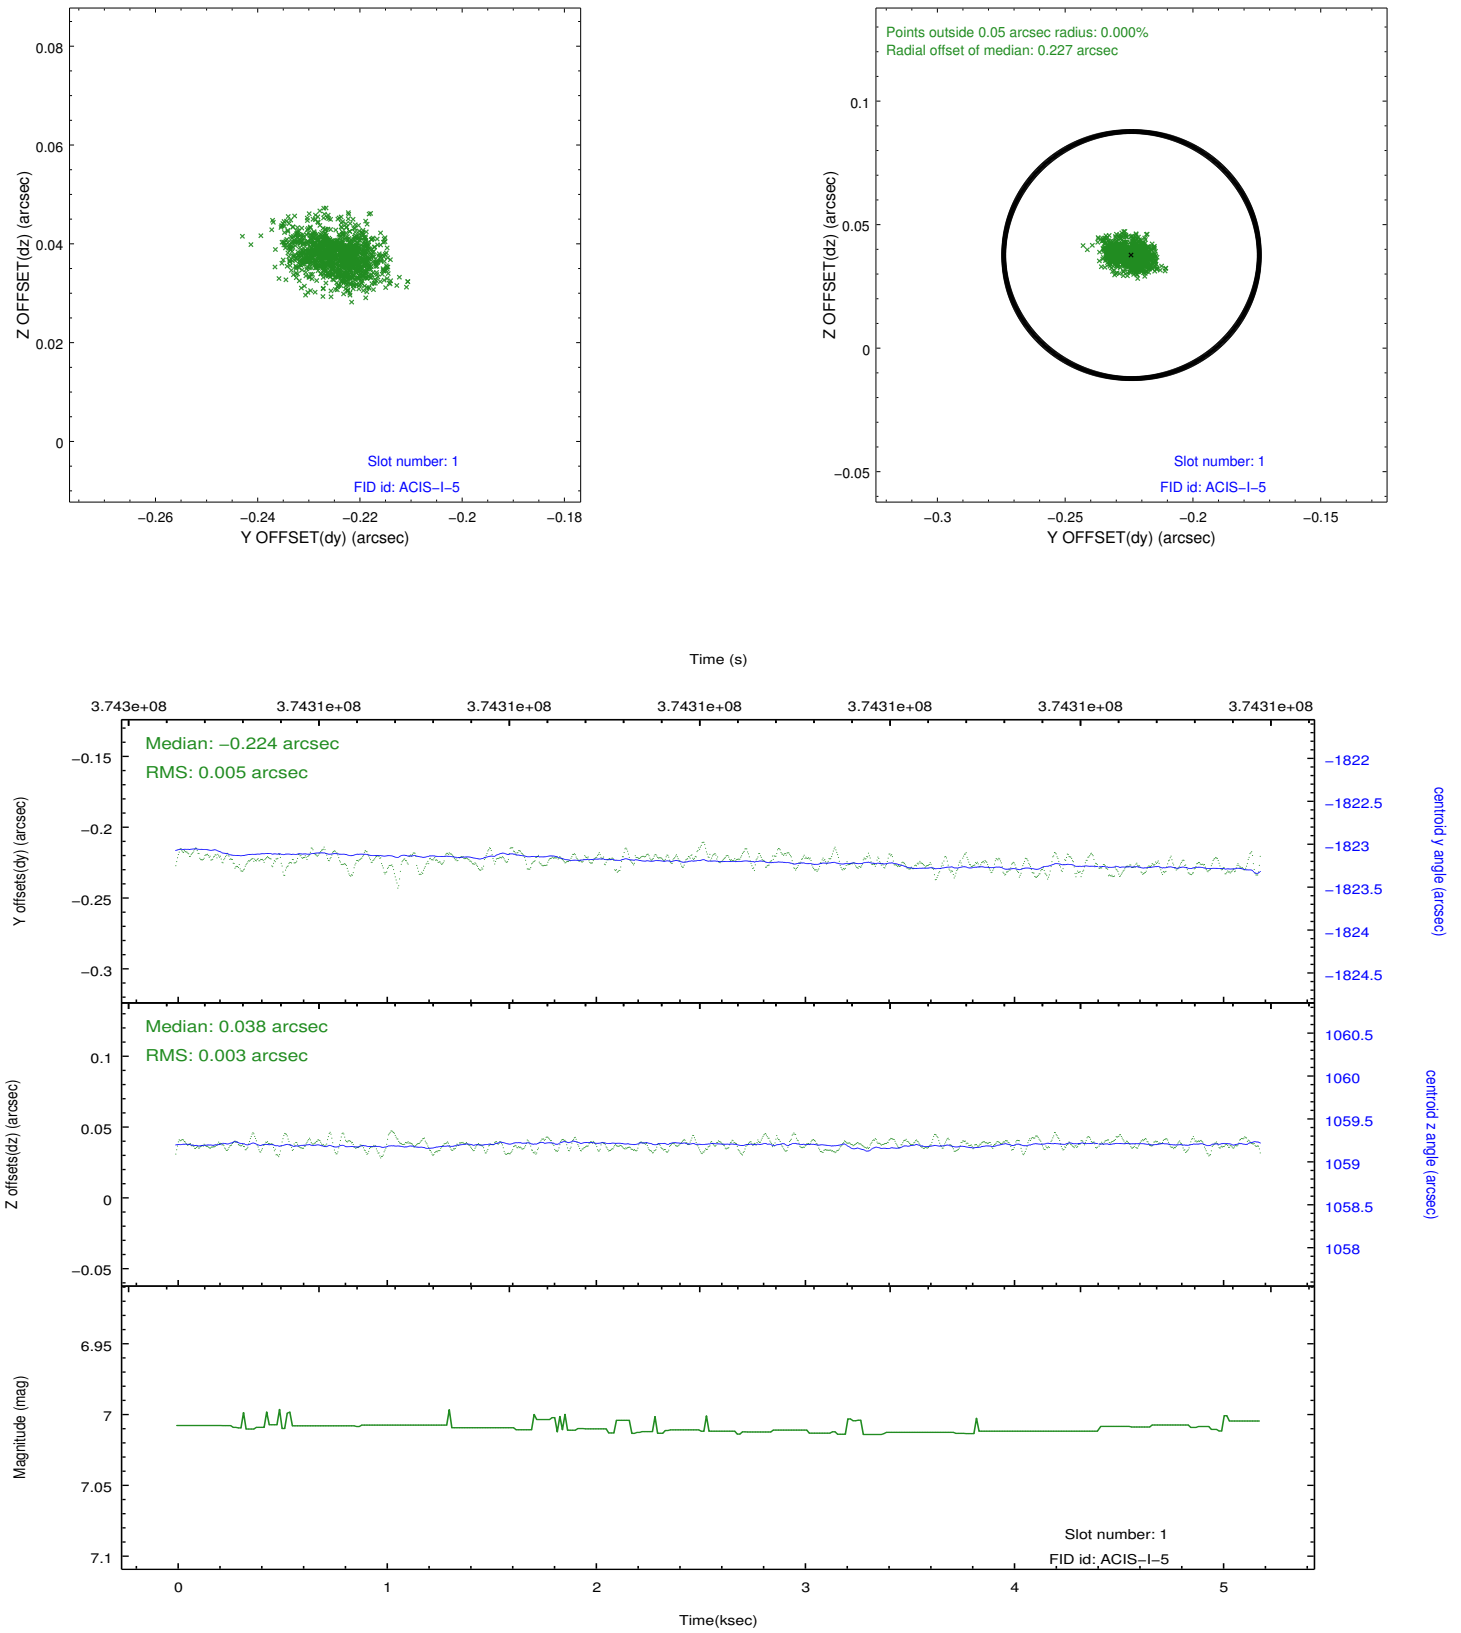 0.08
0.06
0.04
0.02
0
Z OFFSET(dz) (arcsec)
Slot number: 1
FID id: ACIS−I−5
−0.26 −0.24 −0.22 −0.2 −0.18
Y OFFSET(dy) (arcsec)
Points outside 0.05 arcsec radius: 0.000%
Radial offset of median: 0.227 arcsec
0.1
0.05
0
−0.05
Z OFFSET(dz) (arcsec)
Slot number: 1
FID id: ACIS−I−5
−0.3 −0.25 −0.2 −0.15
Y OFFSET(dy) (arcsec)
Time (s)
3.743e+08 3.7431e+08 3.7431e+08 3.7431e+08 3.7431e+08 3.7431e+08 3.7431e+08
Median: −0.224 arcsec
RMS: 0.005 arcsec
−0.15
−0.2
−0.25
−0.3
Y offsets(dy) (arcsec)
−1822
−1822.5
−1823
−1823.5
−1824
−1824.5
centroid y angle (arcsec)
Median: 0.038 arcsec
RMS: 0.003 arcsec
0.1
0.05
0
−0.05
Z offsets(dz) (arcsec)
1060.5
1060
1059.5
1059
1058.5
1058
centroid z angle (arcsec)
6.95
7
7.05
7.1
Magnitude (mag)
Slot number: 1
FID id: ACIS−I−5
0 1 2 3 4 5
Time(ksec)